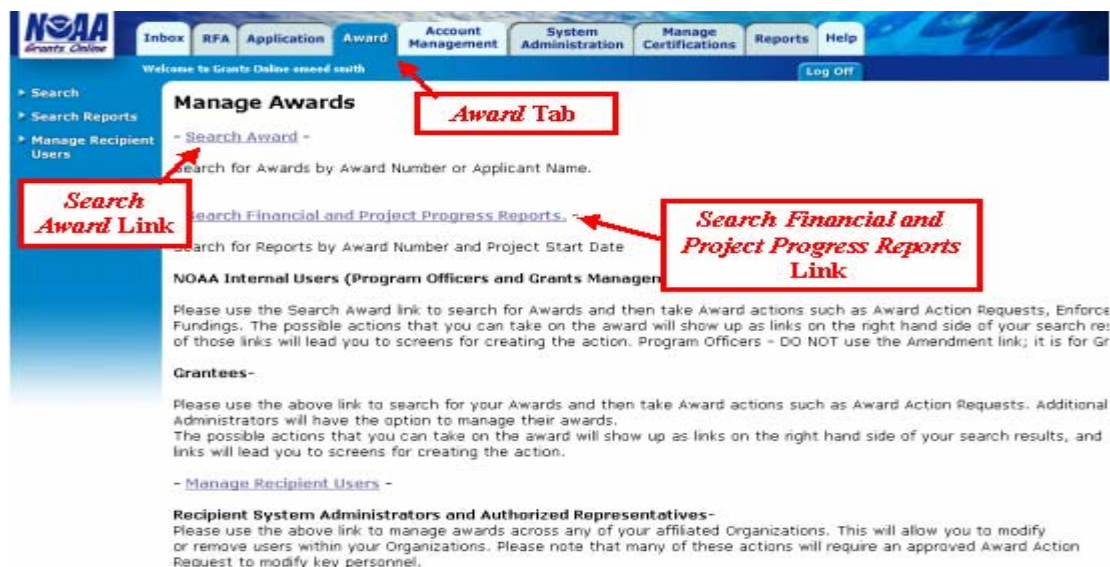 NOAA
Grants Online
Inbox RFA Application Award Account Management System Administration Manage Certifications Reports Help
Welcome to Grants Online smeed smith
Log Off
Search
Search Reports
Manage Recipient
Users
Manage Awards
Award Tab
- Search Award -
Search for Awards by Award Number or Applicant Name.
Search
Award Link
Search Financial and Project Progress Reports. -
Search Financial and
Project Progress Reports
Link
Search for Reports by Award Number and Project Start Date
NOAA Internal Users (Program Officers and Grants Managem
Please use the Search Award link to search for Awards and then take Award actions such as Award Action Requests, Enforce
Fundings. The possible actions that you can take on the award will show up as links on the right hand side of your search res
of those links will lead you to screens for creating the action. Program Officers - DO NOT use the Amendment link; it is for Gr
Grantees-
Please use the above link to search for your Awards and then take Award actions such as Award Action Requests. Additional
Administrators will have the option to manage their awards.
The possible actions that you can take on the award will show up as links on the right hand side of your search results, and
links will lead you to screens for creating the action.
- Manage Recipient Users -
Recipient System Administrators and Authorized Representatives-
Please use the above link to manage awards across any of your affiliated Organizations. This will allow you to modify
or remove users within your Organizations. Please note that many of these actions will require an approved Award Action
Request to modify key personnel.